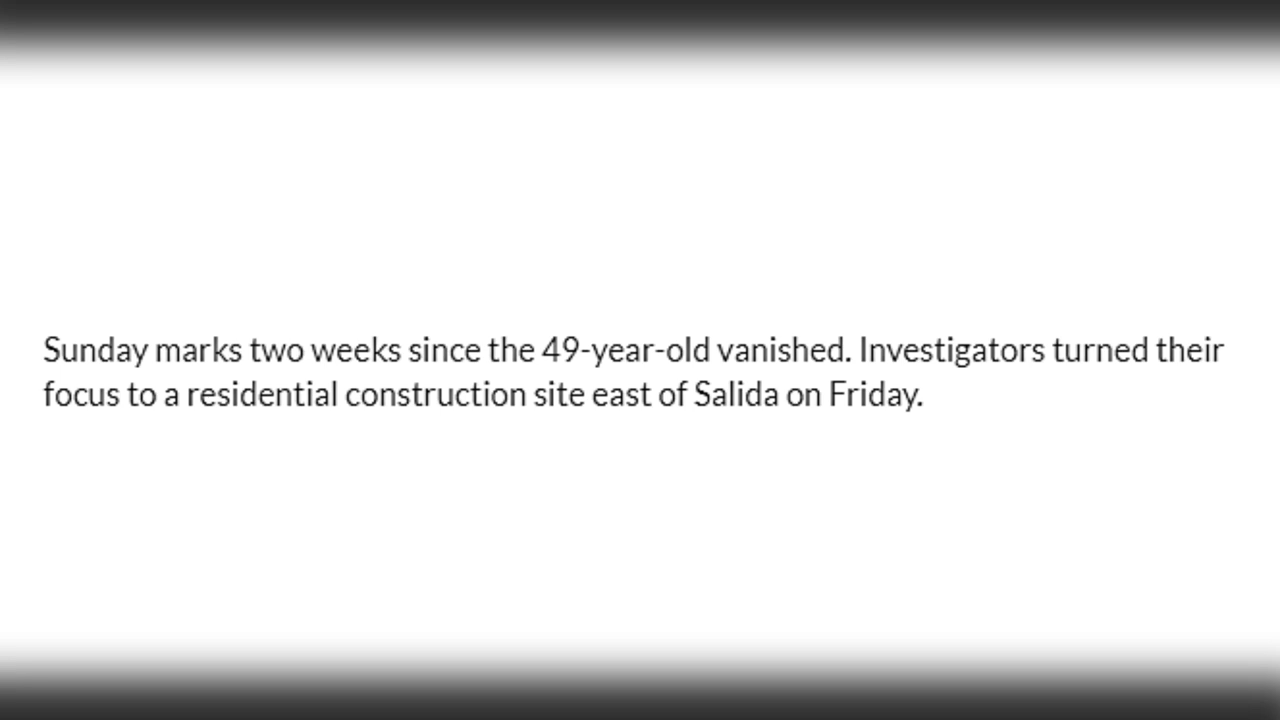 Sunday marks two weeks since the 49-year-old vanished. Investigators turned their
focus to a residential construction site east of Salida on Friday.